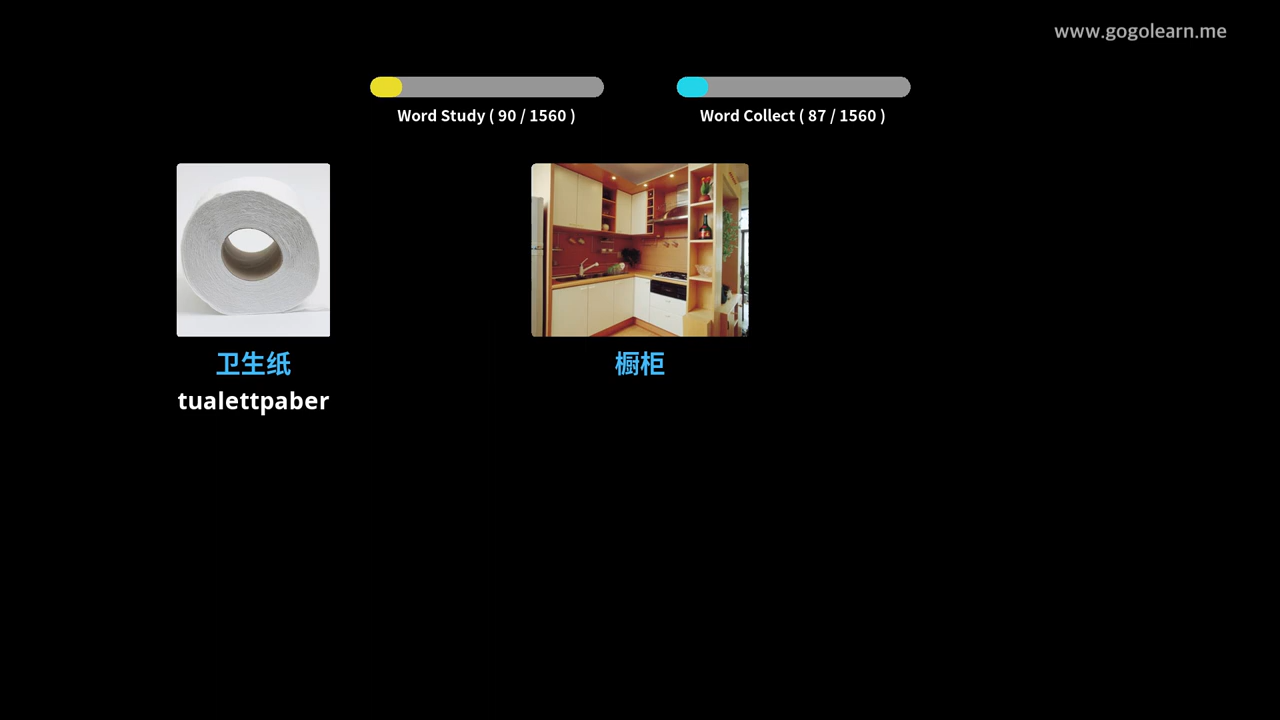 www.gogolearn.me
Word Study ( 90 / 1560 )
Word Collect ( 87 / 1560 )
卫生纸
tualettpaber
橱柜